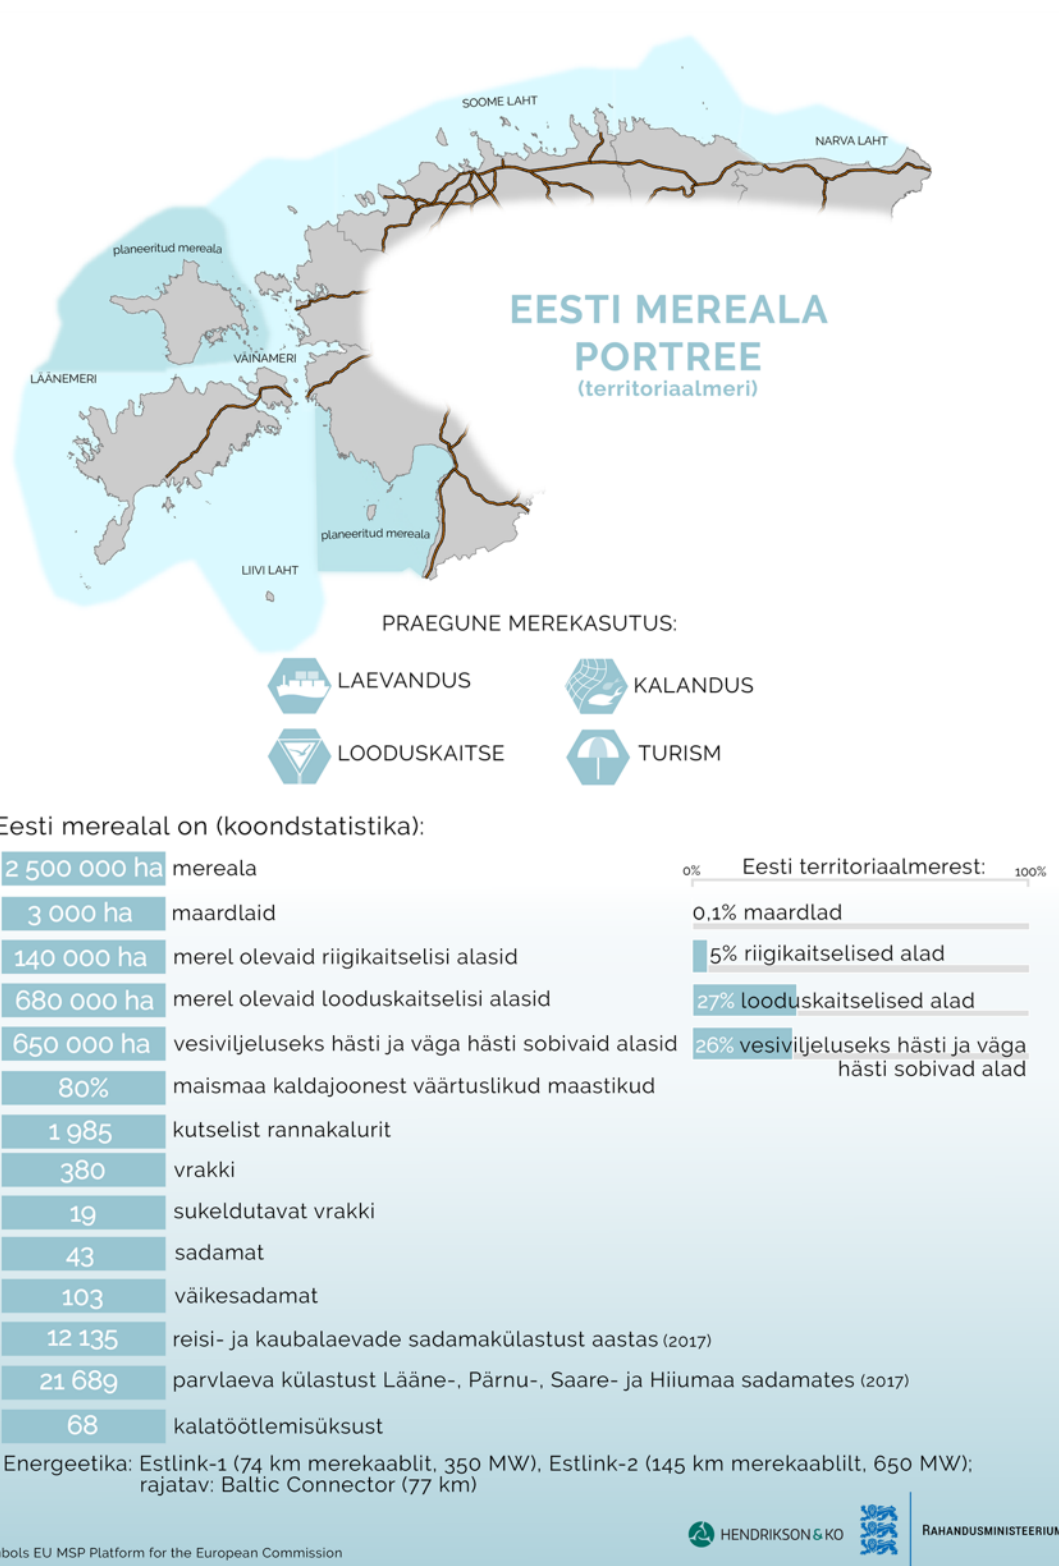 SOOME LAHT
NARVA LAHT
planeeritud mereala
EESTI MEREALA
PORTREE
(territoriaalmeri)
VÄINAMERI
LÄÄNEMERI
planeeritud mereala
LIIVI LAHT
PRAEGUNE MEREKASUTUS:
LAEVANDUS
KALANDUS
LOODUSKAITSE
TURISM
Eesti merealal on (koondstatistika):
2 500 000 ha mereala
3 000 ha maardlaid
140 000 ha merel olevaid riigikaitselisi alasid
680 000 ha merel olevaid looduskaitselisi alasid
650 000 ha vesiviljeluseks hästi ja väga hästi sobivaid alasid
80% maismaa kaldajoonest väärtuslikud maastikud
1 985 kutselist rannakalurit
380 vrakki
19 sukeldutavat vrakki
43 sadamat
103 väikesadamat
12 135 reisi- ja kaubalaevade sadamakülastust aastas (2017)
21 689 parvlaeva külastust Lääne-, Pärnu-, Saare- ja Hiiumaa sadamates (2017)
68 kalatöötlemisüksust
0% Eesti territoriaalmerest: 100%
0,1% maardlad
5% riigikaitselised alad
27% looduskaitselised alad
26% vesiviljeluseks hästi ja väga
hästi sobivad alad
Energeetika: Estlink-1 (74 km merekaablit, 350 MW), Estlink-2 (145 km merekaablilt, 650 MW);
rajatav: Baltic Connector (77 km)
HENDRIKSON & KO
RAHANDUSMINISTEERIUM
bols EU MSP Platform for the European Commission